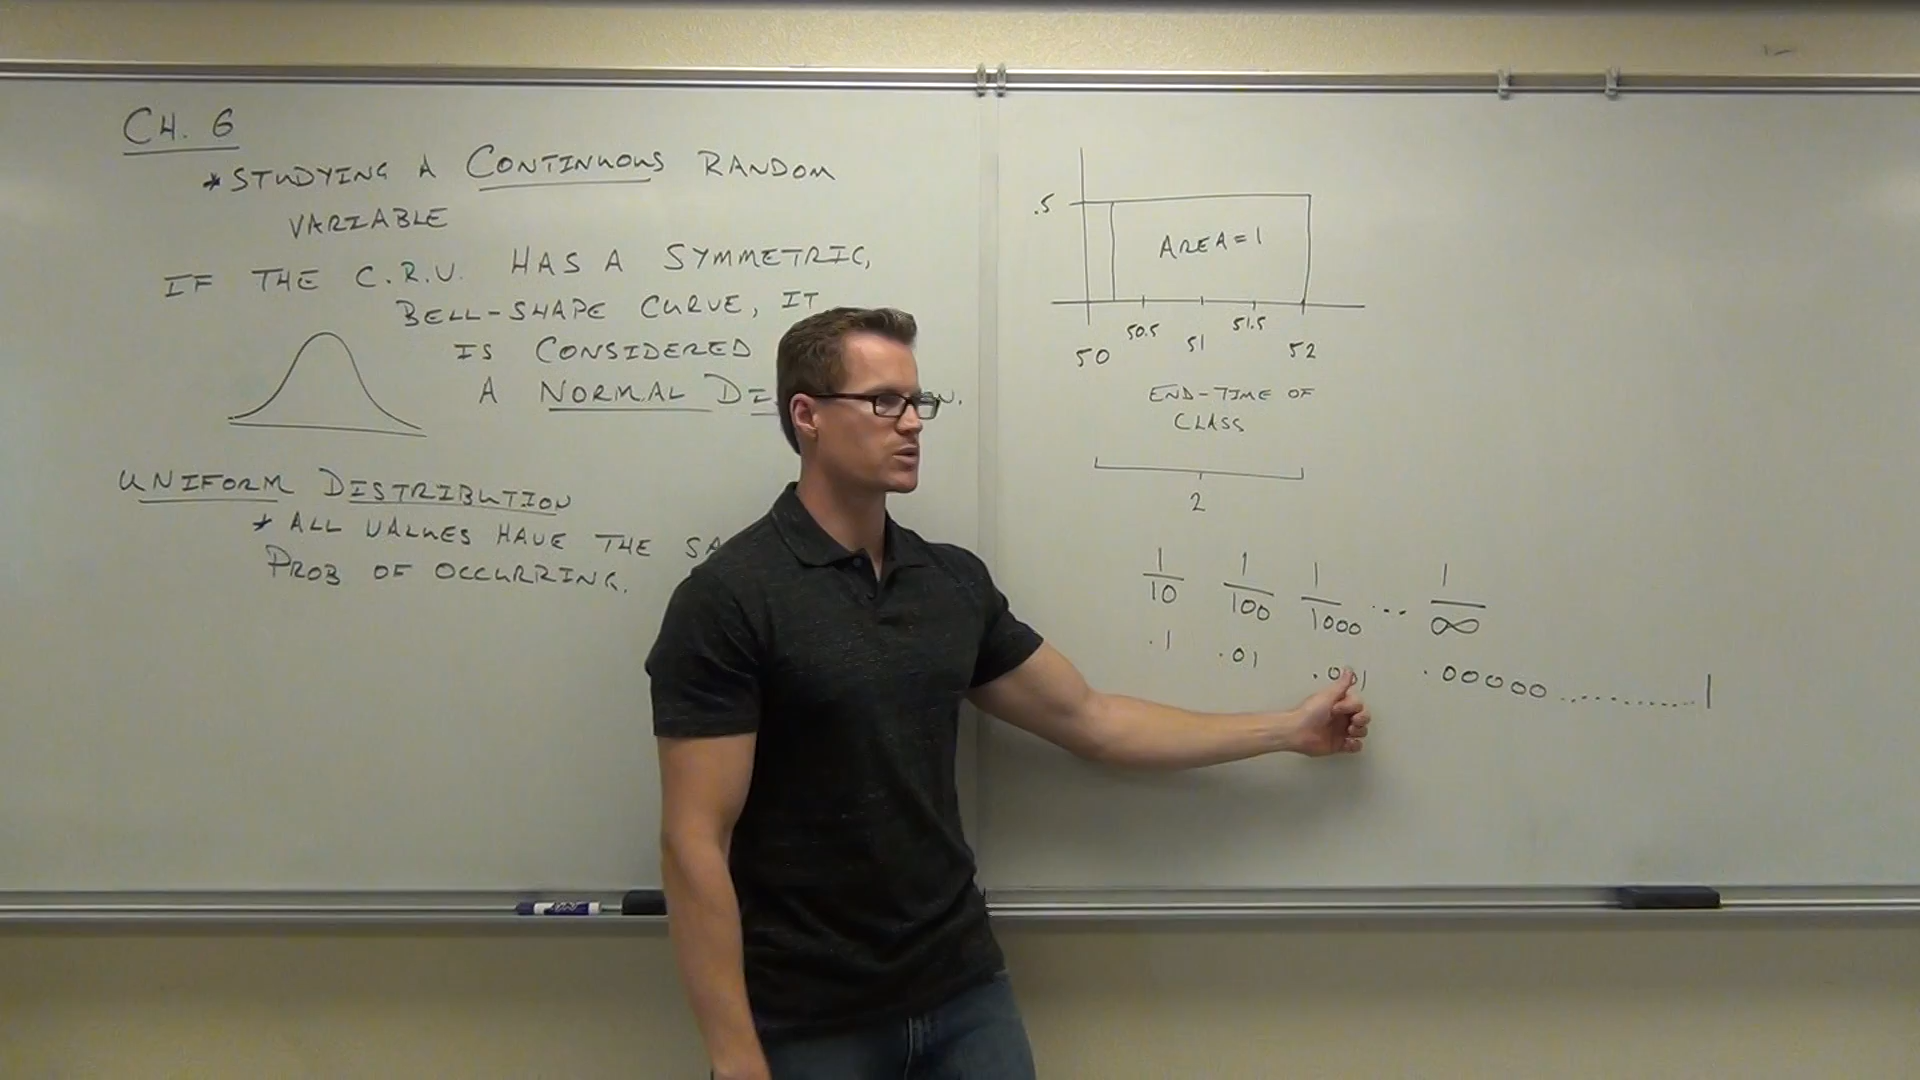 CH. 6
* STUDYING A CONTINUOUS RANDOM
VARIABLE
IF THE C.R.V. HAS A SYMMETRIC,
BELL-SHAPE CURVE, IT
IS CONSIDERED
A NORMAL
UNIFORM DISTRIBUTION
* ALL VALUES HAVE THE
PROB OF OCCURRING.
.5
AREA=1
50 50.5 51 51.5 52
END-TIME OF
CLASS
2
1/10 1/100 1/1000 ... 1/∞
.1 .01 .001 .00000............1